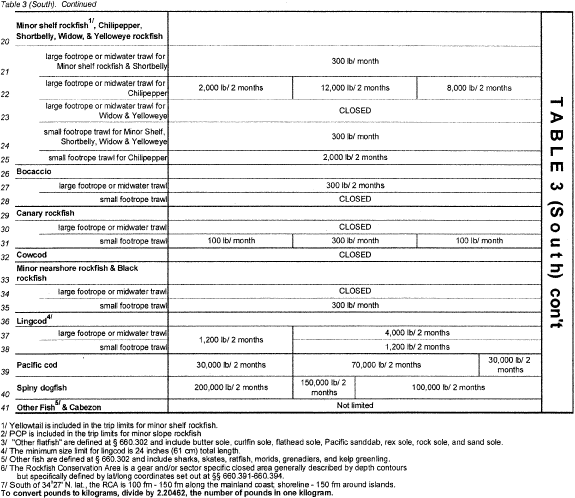 Table 3 (South). Continued
Minor shelf rockfish1/, Chilipepper,
20 Shortbelly, Widow, & Yelloweye rockfish
large footrope or midwater trawl for
21 Minor shelf rockfish & Shortbelly 300 lb/ month
large footrope or midwater trawl for
22 Chilipepper 2,000 lb/ 2 months 12,000 lb/ 2 months 8,000 lb/ 2 months
large footrope or midwater trawl for
23 Widow & Yelloweye CLOSED
small footrope trawl for Minor Shelf,
24 Shortbelly, Widow & Yelloweye 300 lb/ month
25 small footrope trawl for Chilipepper 2,000 lb/ 2 months
26 Bocaccio
27 large footrope or midwater trawl 300 lb/ 2 months
28 small footrope trawl CLOSED
29 Canary rockfish
30 large footrope or midwater trawl CLOSED
31 small footrope trawl 100 lb/ month 300 lb/ month 100 lb/ month
32 Cowcod CLOSED
Minor nearshore rockfish & Black
33 rockfish
34 large footrope or midwater trawl CLOSED
35 small footrope trawl 300 lb/ month
36 Lingcod4/
37 large footrope or midwater trawl 1,200 lb/ 2 months 4,000 lb/ 2 months
38 small footrope trawl 1,200 lb/ 2 months
39 Pacific cod 30,000 lb/ 2 months 70,000 lb/ 2 months 30,000 lb/ 2 months
40 Spiny dogfish 200,000 lb/ 2 months 150,000 lb/ 2 months 100,000 lb/ 2 months
41 Other Fish5/ & Cabezon Not limited
TABLE 3 (South) con't
1/ Yellowtail is included in the trip limits for minor shelf rockfish.
2/ POP is included in the trip limits for minor slope rockfish
3/ "Other flatfish" are defined at § 660.302 and include butter sole, curlfin sole, flathead sole, Pacific sanddab, rex sole, rock sole, and sand sole.
4/ The minimum size limit for lingcod is 24 inches (61 cm) total length.
5/ Other fish are defined at § 660.302 and include sharks, skates, ratfish, morids, grenadiers, and kelp greenling.
6/ The Rockfish Conservation Area is a gear and/or sector specific closed area generally described by depth contours
but specifically defined by lat/long coordinates set out at §§ 660.391-660.394.
7/ South of 34°27' N. lat., the RCA is 100 fm - 150 fm along the mainland coast; shoreline - 150 fm around islands.
To convert pounds to kilograms, divide by 2.20462, the number of pounds in one kilogram.